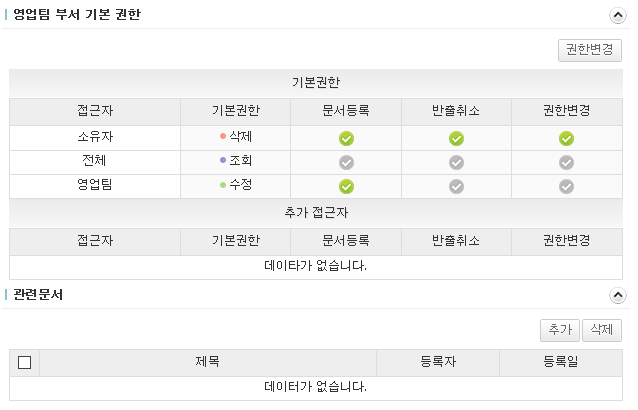 영업팀 부서 기본 권한
권한변경
기본권한
접근자 기본권한 문서등록 반출취소 권한변경
소유자 삭제
전체 조회
영업팀 수정
추가 접근자
접근자 기본권한 문서등록 반출취소 권한변경
데이타가 없습니다.
관련문서
추가 삭제
제목 등록자 등록일
데이터가 없습니다.